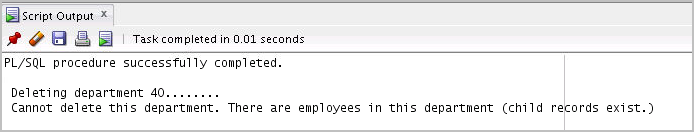 Script Output x
Task completed in 0.01 seconds
PL/SQL procedure successfully completed.
Deleting department 40........
Cannot delete this department. There are employees in this department (child records exist.)